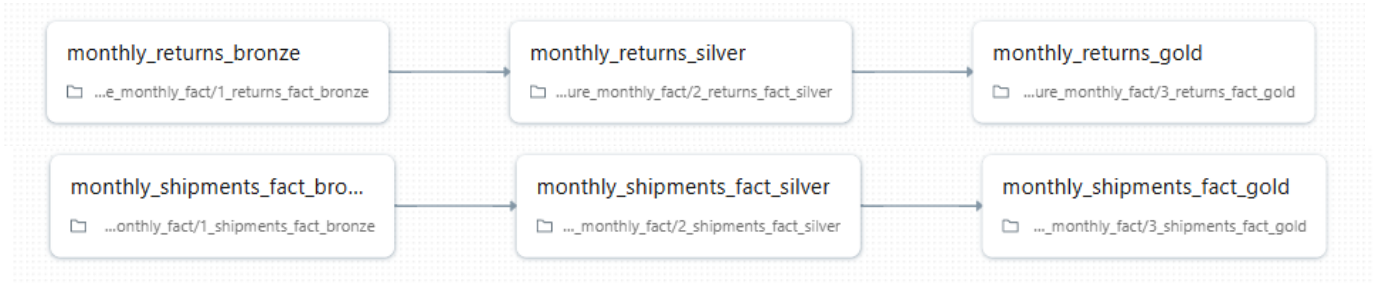 monthly_returns_bronze
...e_monthly_fact/1_returns_fact_bronze
monthly_returns_silver
...ure_monthly_fact/2_returns_fact_silver
monthly_returns_gold
...ure_monthly_fact/3_returns_fact_gold
monthly_shipments_fact_bro...
...onthly_fact/1_shipments_fact_bronze
monthly_shipments_fact_silver
..._monthly_fact/2_shipments_fact_silver
monthly_shipments_fact_gold
..._monthly_fact/3_shipments_fact_gold